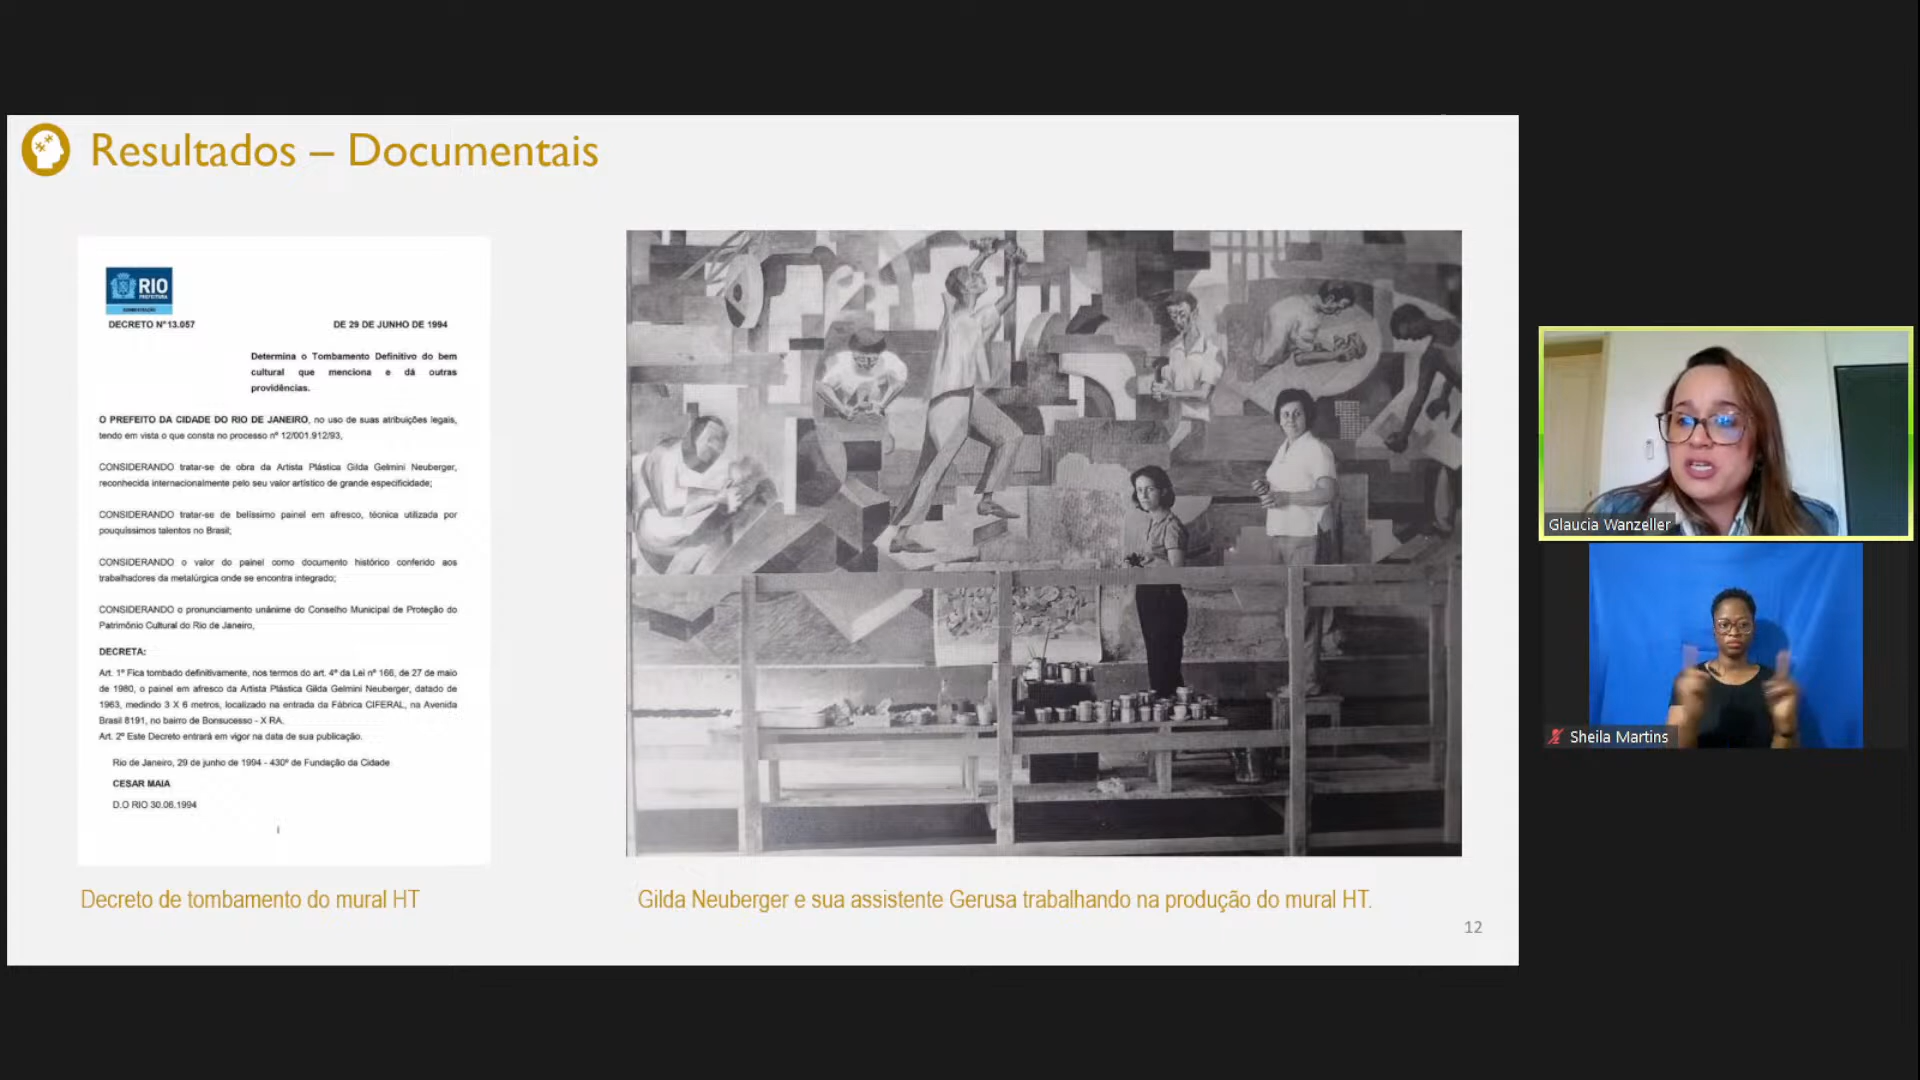 Resultados – Documentais
RIO
PREFEITURA
DECRETO Nº 13.057 DE 29 DE JUNHO DE 1994
Determina o Tombamento Definitivo do bem
cultural que menciona e dá outras
providências.
O PREFEITO DA CIDADE DO RIO DE JANEIRO, no uso de suas atribuições legais,
tendo em vista o que consta no processo nº 12/001.912/93,
CONSIDERANDO tratar-se de obra da Artista Plástica Gilda Gelmini Neuberger,
reconhecida internacionalmente pelo seu valor artístico de grande especificidade;
CONSIDERANDO tratar-se de belíssimo painel em afresco, técnica utilizada por
pouquíssimos talentos no Brasil;
CONSIDERANDO o valor do painel como documento histórico conferido aos
trabalhadores da metalúrgica onde se encontra integrado;
CONSIDERANDO o pronunciamento unânime do Conselho Municipal de Proteção do
Patrimônio Cultural do Rio de Janeiro,
DECRETA:
Art. 1º Fica tombado definitivamente, nos termos do art. 4º da Lei nº 166, de 27 de maio
de 1980, o painel em afresco da Artista Plástica Gilda Gelmini Neuberger, datado de
1963, medindo 3 X 6 metros, localizado na entrada da Fábrica CIFERAL, na Avenida
Brasil 8191, no bairro de Bonsucesso - X RA.
Art. 2º Este Decreto entrará em vigor na data de sua publicação.
Rio de Janeiro, 29 de junho de 1994 - 430º de Fundação da Cidade
CESAR MAIA
D.O RIO 30.06.1994
Decreto de tombamento do mural HT
Gilda Neuberger e sua assistente Gerusa trabalhando na produção do mural HT.
12
Glaucia Wanzeller
Sheila Martins